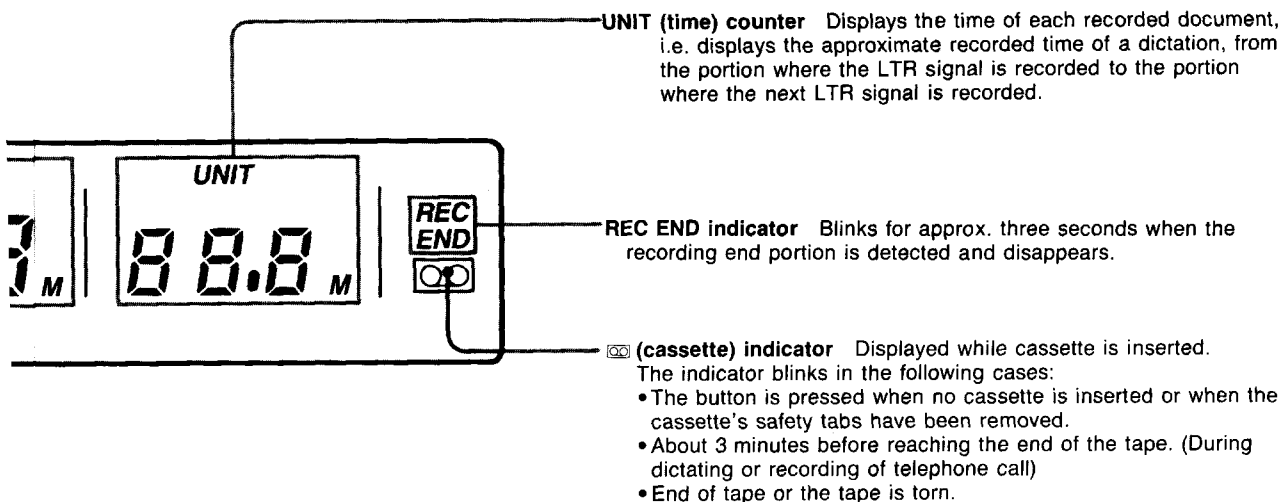 UNIT (time) counter Displays the time of each recorded document,
i.e. displays the approximate recorded time of a dictation, from
the portion where the LTR signal is recorded to the portion
where the next LTR signal is recorded.
UNIT
M
88.8 M
REC
END
REC END indicator Blinks for approx. three seconds when the
recording end portion is detected and disappears.
(cassette) indicator Displayed while cassette is inserted.
The indicator blinks in the following cases:
•The button is pressed when no cassette is inserted or when the
cassette's safety tabs have been removed.
•About 3 minutes before reaching the end of the tape. (During
dictating or recording of telephone call)
•End of tape or the tape is torn.